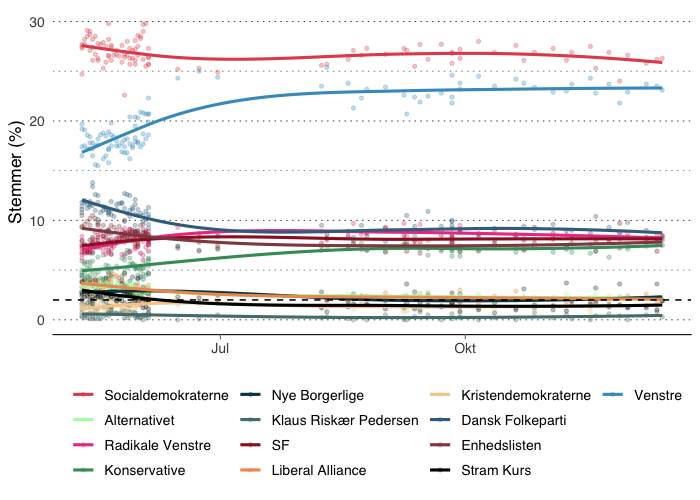 30
20
10
0
Stemmer (%)
Jul
Okt
Socialdemokraterne
Nye Borgerlige
Kristendemokraterne
Venstre
Alternativet
Klaus Riskær Pedersen
Dansk Folkeparti
Radikale Venstre
SF
Enhedslisten
Konservative
Liberal Alliance
Stram Kurs